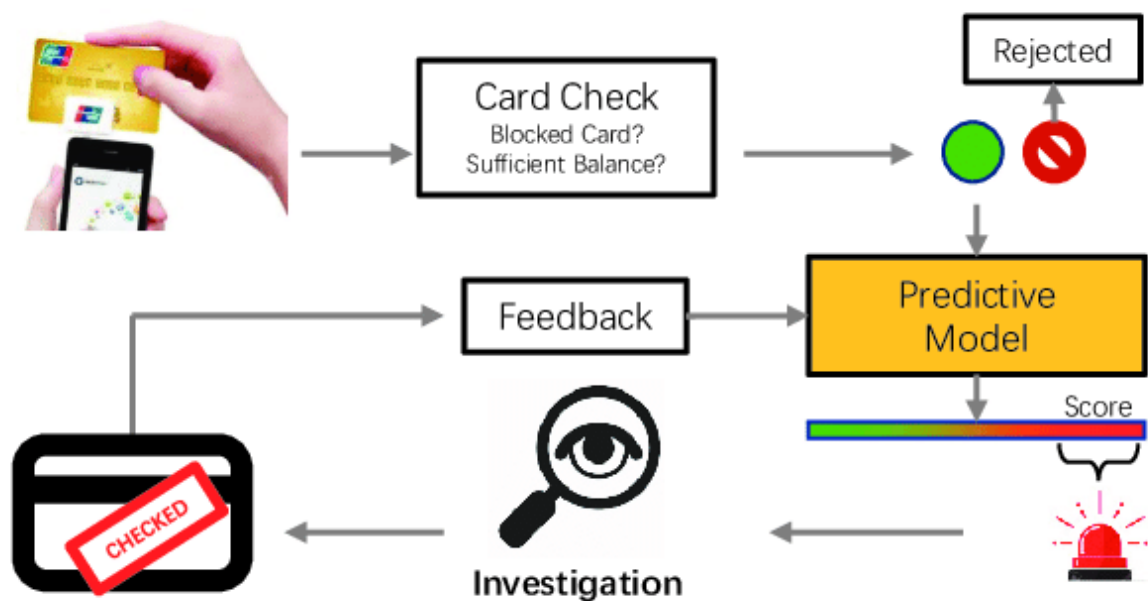 Card Check
Blocked Card?
Sufficient Balance?
Rejected
Predictive
Model
Feedback
Score
CHECKED
Investigation